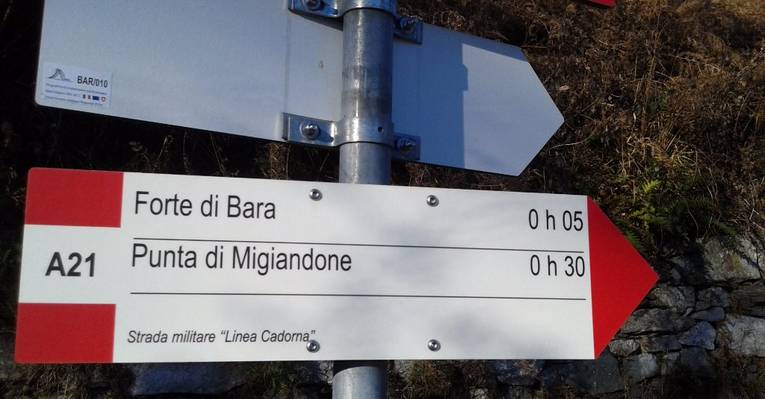 BAR/010
A21
Forte di Bara 0 h 05
Punta di Migiandone 0 h 30
Strada militare "Linea Cadorna"